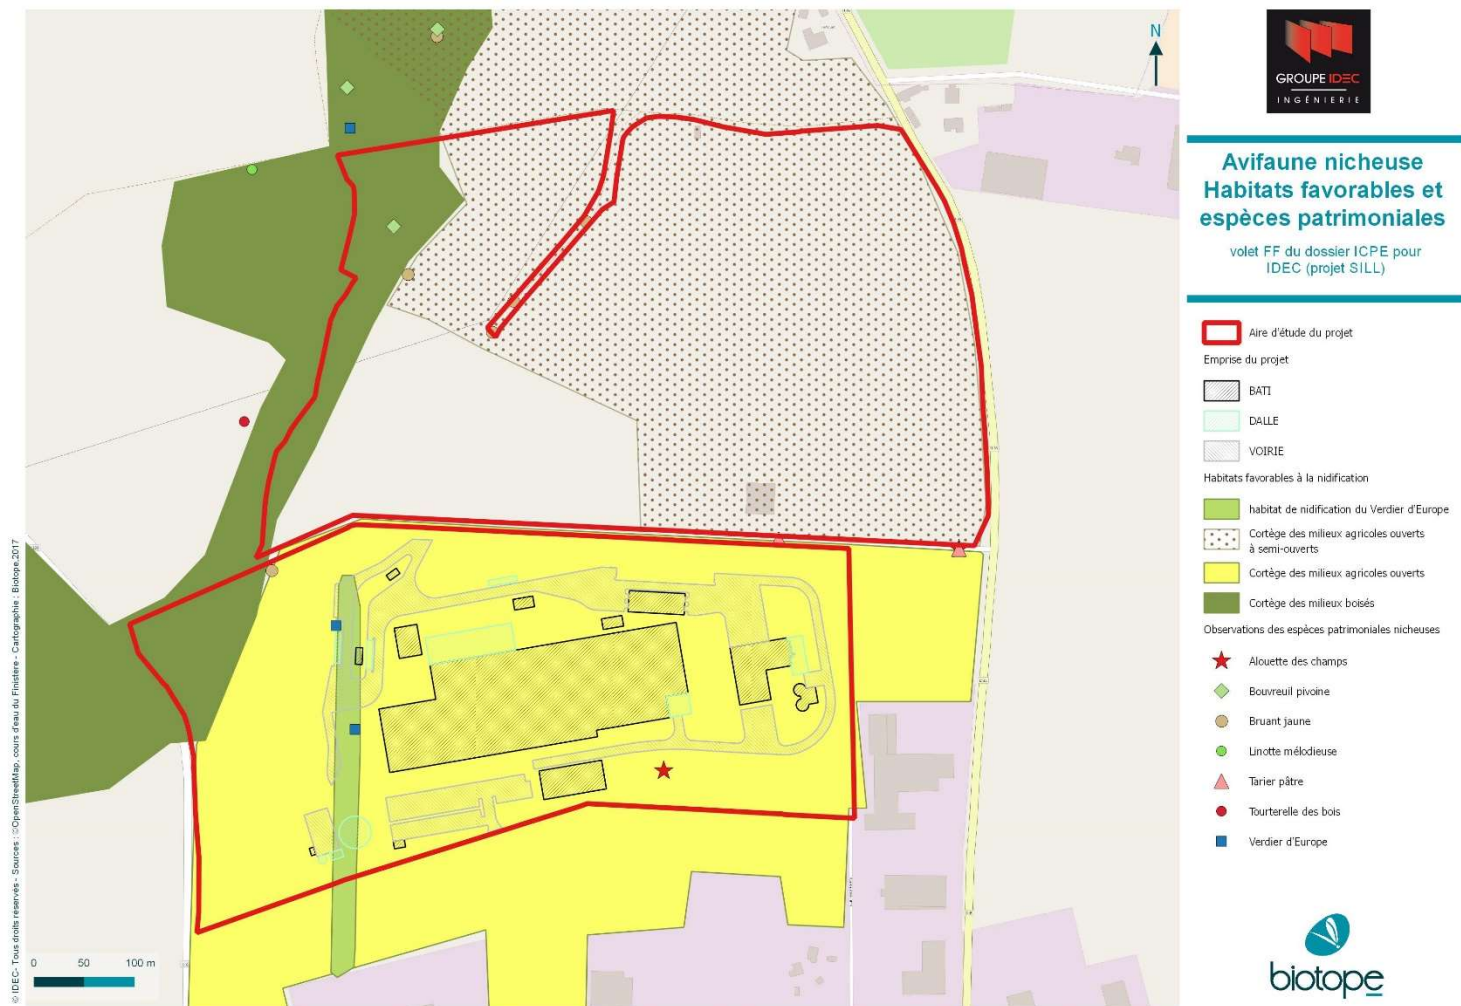 N
GROUPE IDEC
INGÉNIERIE
Avifaune nicheuse
Habitats favorables et
espèces patrimoniales
volet FF du dossier ICPE pour
IDEC (projet SILL)
Aire d'étude du projet
Emprise du projet
BATI
DALLE
VOIRIE
Habitats favorables à la nidification
habitat de nidification du Verdier d'Europe
Cortège des milieux agricoles ouverts
à semi-ouverts
Cortège des milieux agricoles ouverts
Cortège des milieux boisés
Observations des espèces patrimoniales nicheuses
Alouette des champs
Bouvreuil pivoine
Bruant jaune
Linotte mélodieuse
Tarier pâtre
Tourterelle des bois
Verdier d'Europe
biotope
0 50 100 m
© IDEC - Tous droits réservés - Sources : ©OpenStreetMap, cours d'eau du Finistère - Cartographie : Biotope,2017